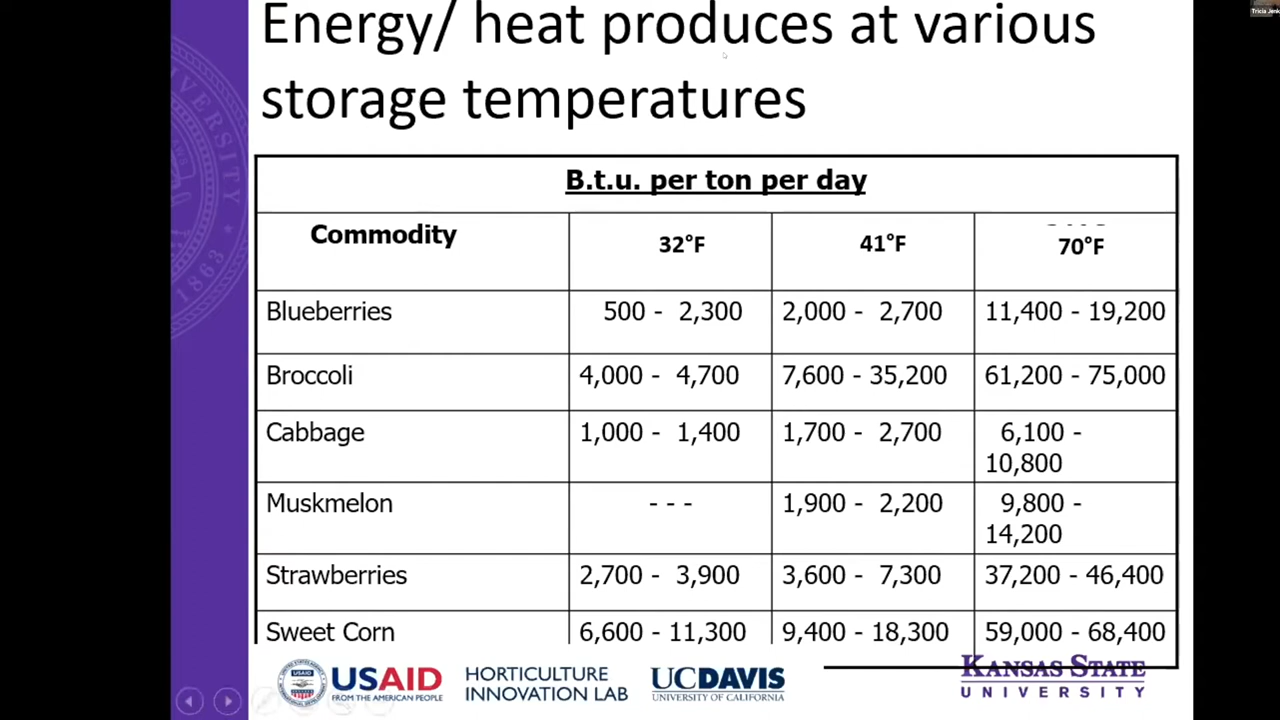 Tricia Jenk
Energy/ heat produces at various
storage temperatures
B.t.u. per ton per day
Commodity 32°F 41°F 70°F
Blueberries 500 - 2,300 2,000 - 2,700 11,400 - 19,200
Broccoli 4,000 - 4,700 7,600 - 35,200 61,200 - 75,000
Cabbage 1,000 - 1,400 1,700 - 2,700 6,100 -
10,800
Muskmelon - - - 1,900 - 2,200 9,800 -
14,200
Strawberries 2,700 - 3,900 3,600 - 7,300 37,200 - 46,400
Sweet Corn 6,600 - 11,300 9,400 - 18,300 59,000 - 68,400
USAID
FROM THE AMERICAN PEOPLE
HORTICULTURE
INNOVATION LAB
UCDAVIS
UNIVERSITY OF CALIFORNIA
KANSAS STATE
UNIVERSITY
VERSITY
1863